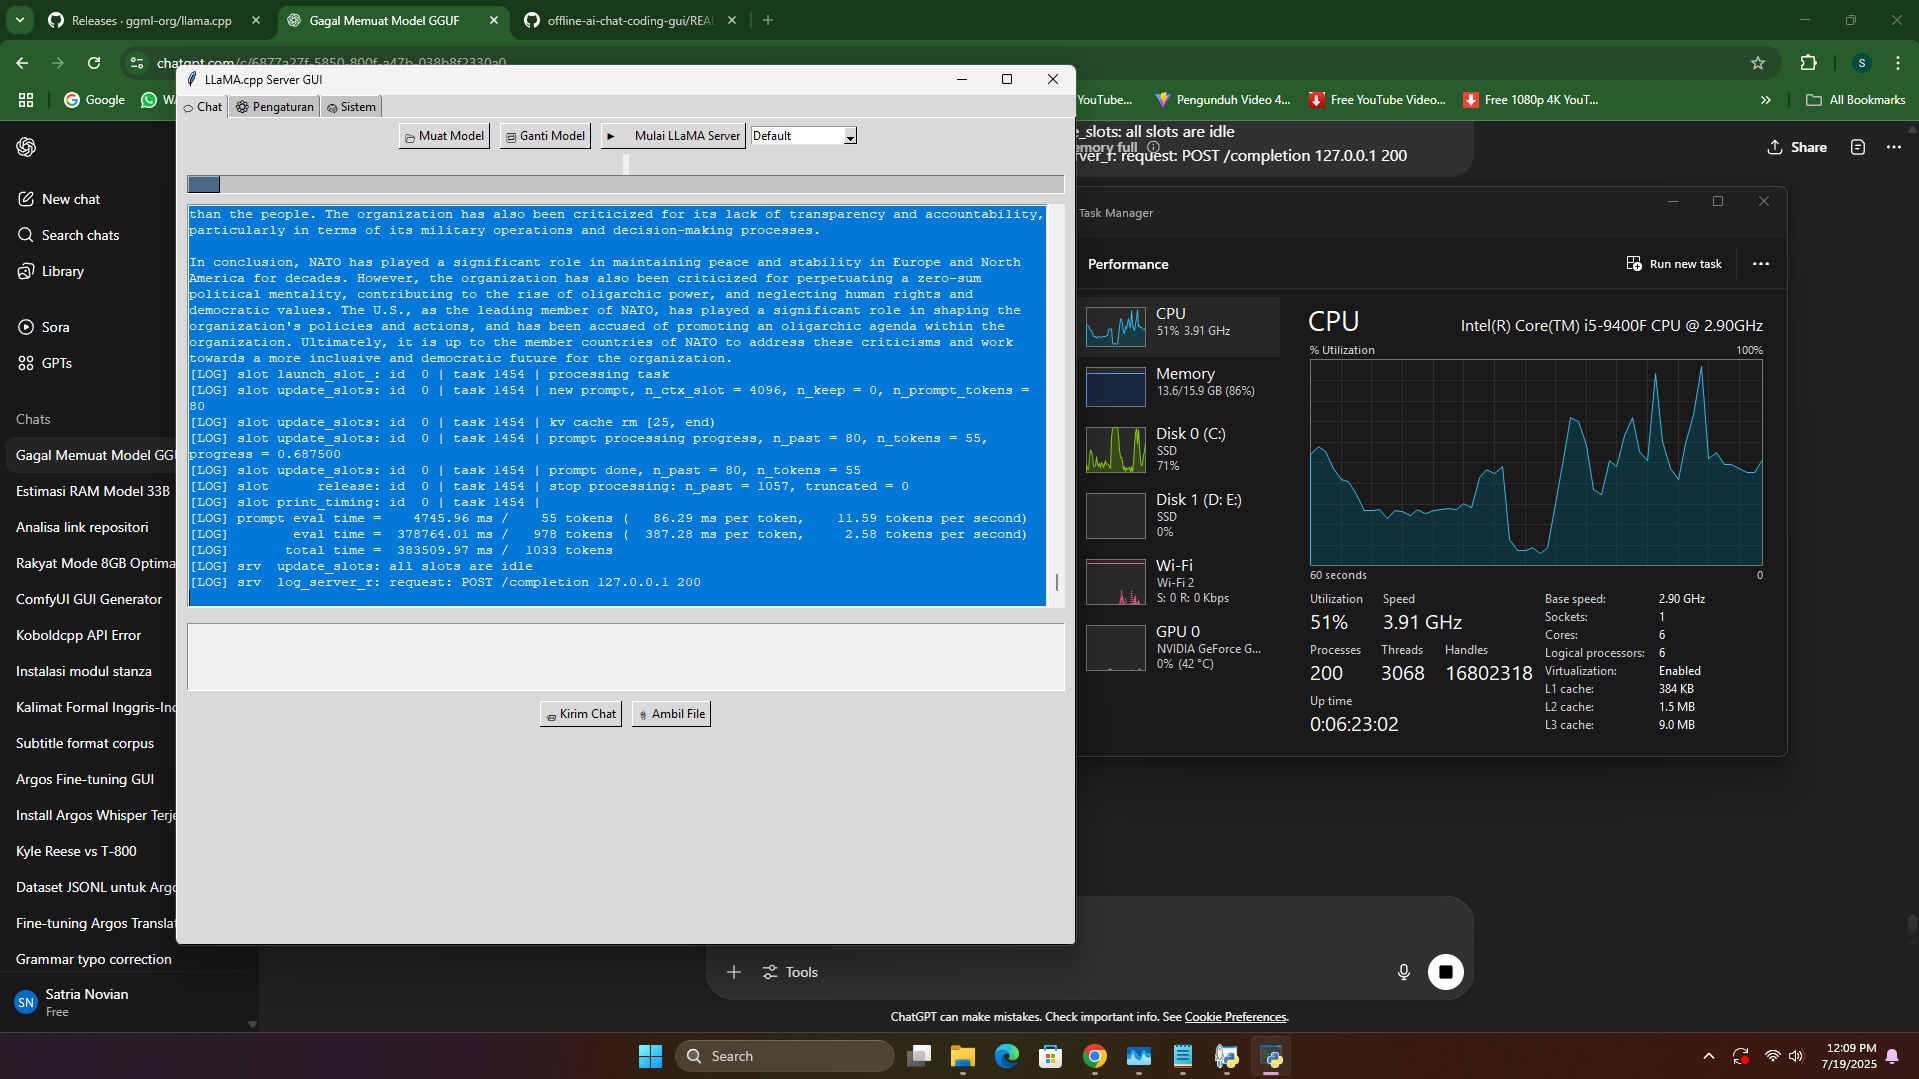 Releases · ggml-org/llama.cpp
Gagal Memuat Model GGUF
offline-ai-chat-coding-gui/REA
chatgpt.com/c/6877a27f-5850-800f-a47b-038b8f2330a0
Google
YouTube...
Pengunduh Video 4...
Free YouTube Video...
Free 1080p 4K YouT...
All Bookmarks
LLaMA.cpp Server GUI
Chat
Pengaturan
Sistem
Muat Model
Ganti Model
Mulai LLaMA Server
Default
than the people. The organization has also been criticized for its lack of transparency and accountability,
particularly in terms of its military operations and decision-making processes.
In conclusion, NATO has played a significant role in maintaining peace and stability in Europe and North
America for decades. However, the organization has also been criticized for perpetuating a zero-sum
political mentality, contributing to the rise of oligarchic power, and neglecting human rights and
democratic values. The U.S., as the leading member of NATO, has played a significant role in shaping the
organization's policies and actions, and has been accused of promoting an oligarchic agenda within the
organization. Ultimately, it is up to the member countries of NATO to address these criticisms and work
towards a more inclusive and democratic future for the organization.
[LOG] slot launch_slot_: id  0 | task 1454 | processing task
[LOG] slot update_slots: id  0 | task 1454 | new prompt, n_ctx_slot = 4096, n_keep = 0, n_prompt_tokens =
80
[LOG] slot update_slots: id  0 | task 1454 | kv cache rm [25, end)
[LOG] slot update_slots: id  0 | task 1454 | prompt processing progress, n_past = 80, n_tokens = 55,
progress = 0.687500
[LOG] slot update_slots: id  0 | task 1454 | prompt done, n_past = 80, n_tokens = 55
[LOG] slot      release: id  0 | task 1454 | stop processing: n_past = 1057, truncated = 0
[LOG] slot print_timing: id  0 | task 1454 |
[LOG] prompt eval time =    4745.96 ms /    55 tokens (   86.29 ms per token,    11.59 tokens per second)
[LOG]        eval time =  378764.01 ms /   978 tokens (  387.28 ms per token,     2.58 tokens per second)
[LOG]       total time =  383509.97 ms /  1033 tokens
[LOG] srv  update_slots: all slots are idle
[LOG] srv  log_server_r: request: POST /completion 127.0.0.1 200
Kirim Chat
Ambil File
New chat
Search chats
Library
Sora
GPTs
Chats
Gagal Memuat Model GGU
Estimasi RAM Model 33B
Analisa link repositori
Rakyat Mode 8GB Optima
ComfyUI GUI Generator
Koboldcpp API Error
Instalasi modul stanza
Kalimat Formal Inggris-Ind
Subtitle format corpus
Argos Fine-tuning GUI
Install Argos Whisper Terje
Kyle Reese vs T-800
Dataset JSONL untuk Argo
Fine-tuning Argos Translat
Grammar typo correction
SN
Satria Novian
Free
e_slots: all slots are idle
emory full
ver_r: request: POST /completion 127.0.0.1 200
Share
Task Manager
Performance
Run new task
CPU
51% 3.91 GHz
Memory
13.6/15.9 GB (86%)
Disk 0 (C:)
SSD
71%
Disk 1 (D: E:)
SSD
0%
Wi-Fi
Wi-Fi 2
S: 0 R: 0 Kbps
GPU 0
NVIDIA GeForce G...
0% (42 °C)
CPU
Intel(R) Core(TM) i5-9400F CPU @ 2.90GHz
% Utilization
100%
60 seconds
0
Utilization
51%
Speed
3.91 GHz
Processes
200
Threads
3068
Handles
16802318
Up time
0:06:23:02
Base speed: 2.90 GHz
Sockets: 1
Cores: 6
Logical processors: 6
Virtualization: Enabled
L1 cache: 384 KB
L2 cache: 1.5 MB
L3 cache: 9.0 MB
Tools
ChatGPT can make mistakes. Check important info. See Cookie Preferences.
Search
12:09 PM
7/19/2025